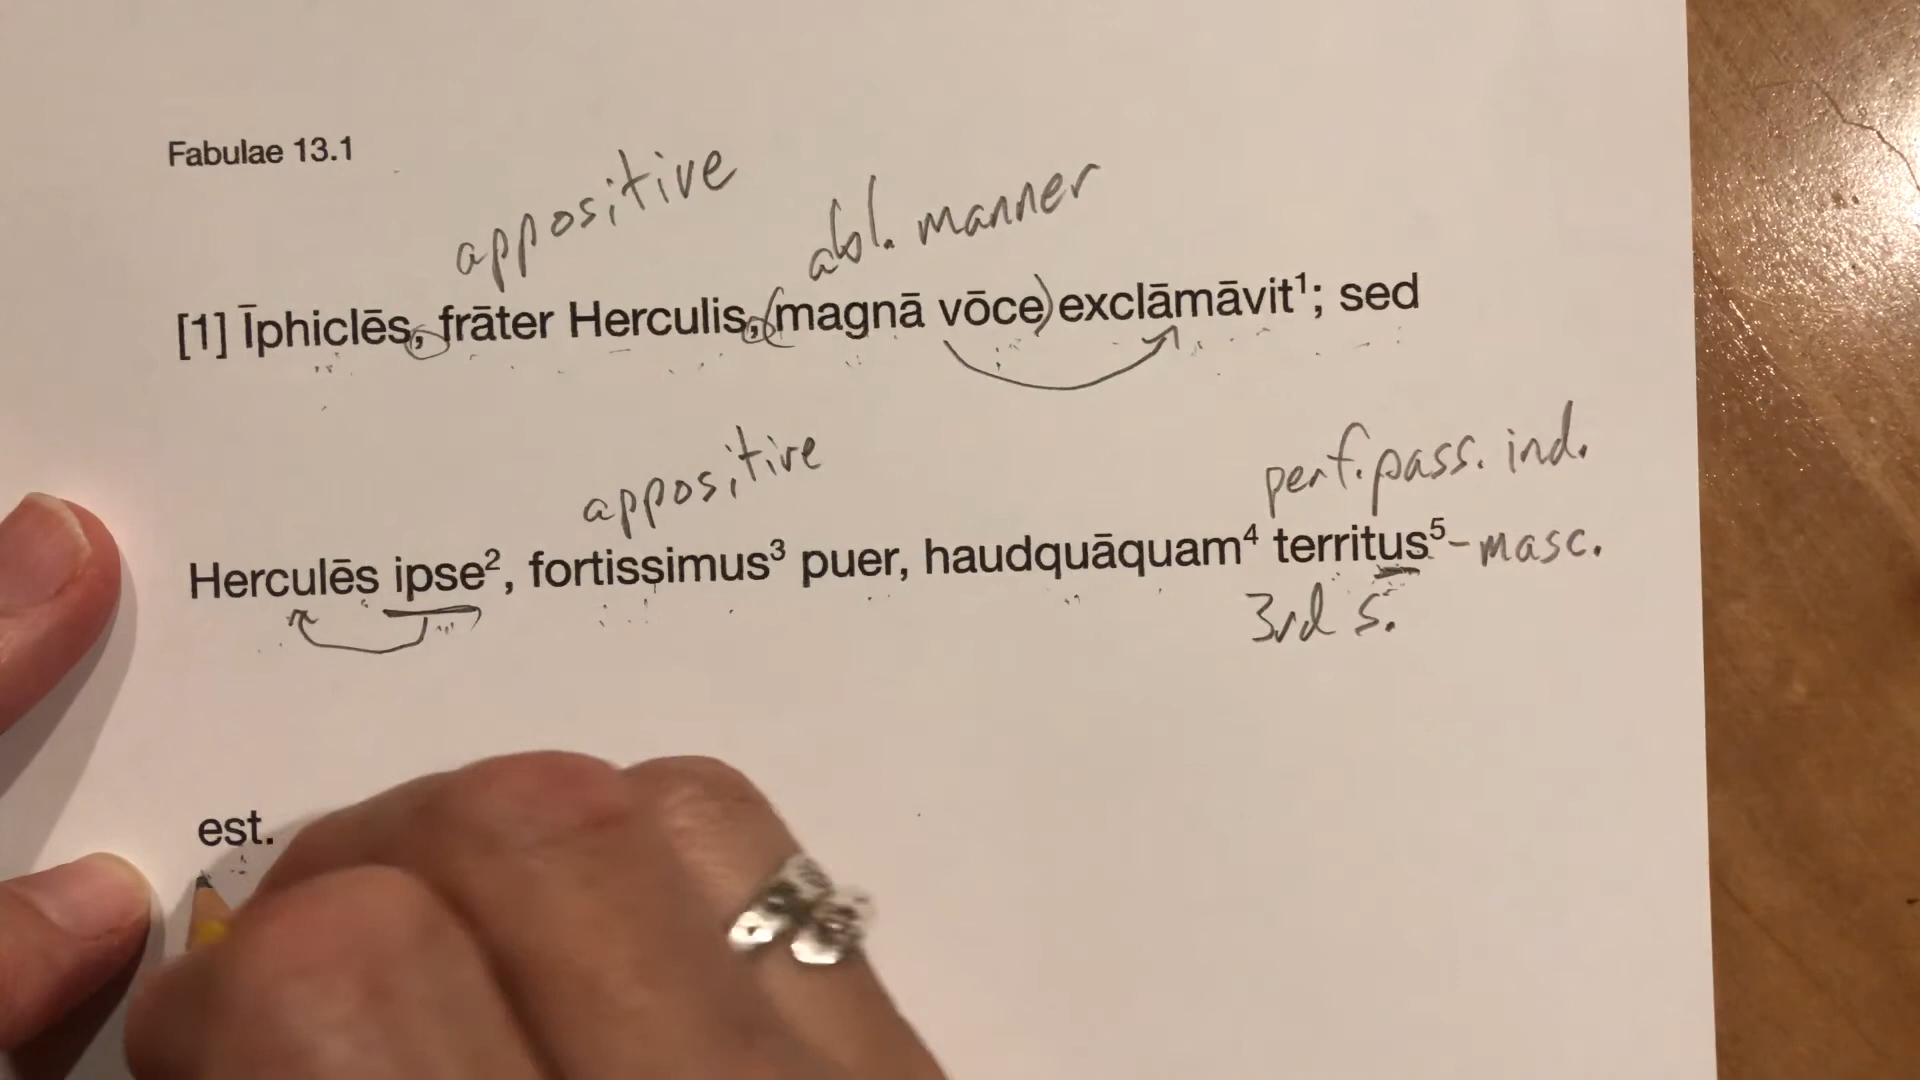 Fabulae 13.1
appositive abl. manner
[1] Īphiclēs, frāter Herculis, (magnā vōce) exclāmāvit¹; sed
appositive perf. pass. ind.
Herculēs ipse², fortissimus³ puer, haudquāquam⁴ territus⁵ - masc.
3rd s.
est.